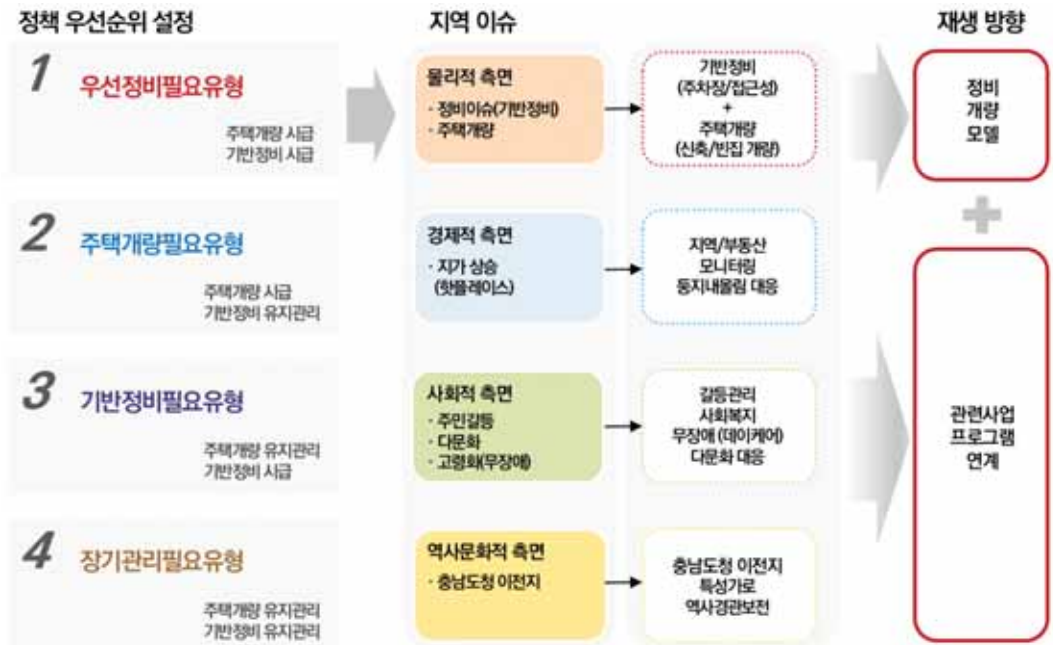 정책 우선순위 설정
1
우선정비필요유형
주택개량 시급
기반정비 시급
2
주택개량필요유형
주택개량 시급
기반정비 유지관리
3
기반정비필요유형
주택개량 유지관리
기반정비 시급
4
장기관리필요유형
주택개량 유지관리
기반정비 유지관리
지역 이슈
물리적 측면
· 정비이슈(기반정비)
· 주택개량
기반정비
(주차장/접근성)
+
주택개량
(신축/빈집 개량)
경제적 측면
· 지가 상승
(핫플레이스)
지역/부동산
모니터링
둥지내몰림 대응
사회적 측면
· 주민갈등
· 다문화
· 고령화(무장애)
갈등관리
사회복지
무장애 (데이케어)
다문화 대응
역사문화적 측면
· 충남도청 이전지
충남도청 이전지
특성가로
역사경관보전
재생 방향
정비
개량
모델
+
관련사업
프로그램
연계